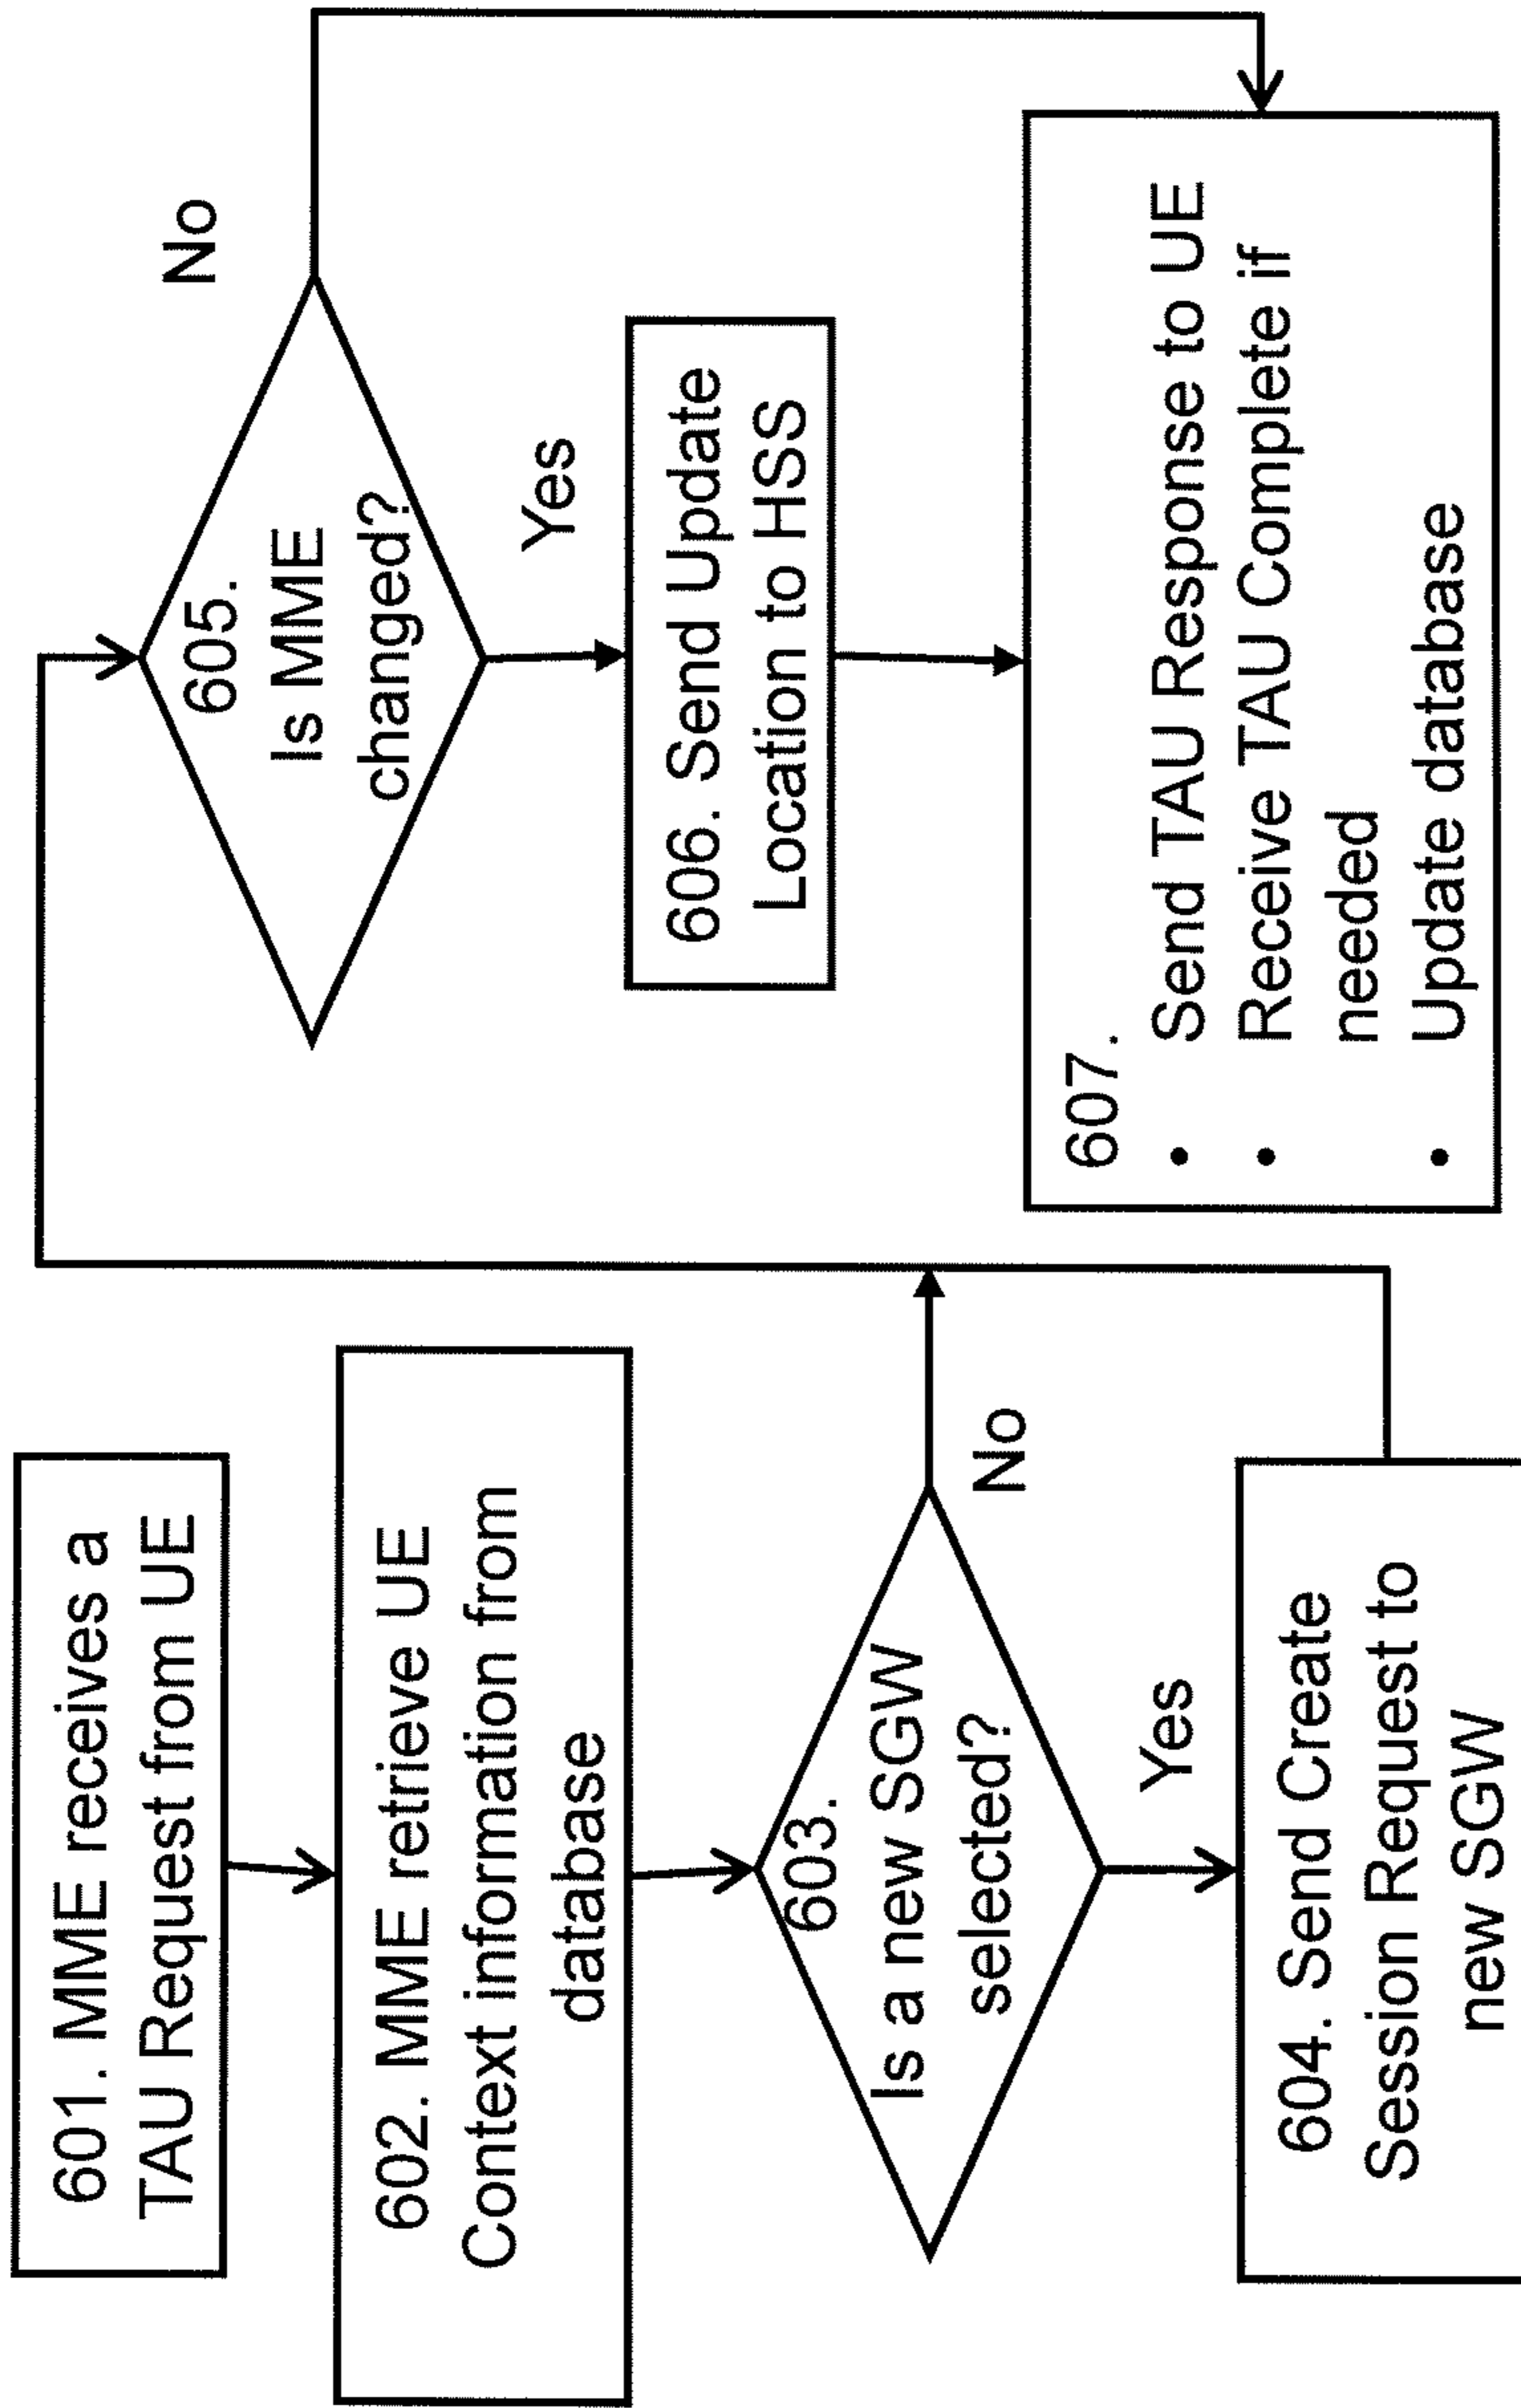 601. MME receives a
TAU Request from UE
602. MME retrieve UE
Context information from
database
603.
Is a new SGW
selected?
No
Yes
604. Send Create
Session Request to
new SGW
605.
Is MME
changed?
No
Yes
606. Send Update
Location to HSS
607.
• Send TAU Response to UE
• Receive TAU Complete if
needed
• Update database